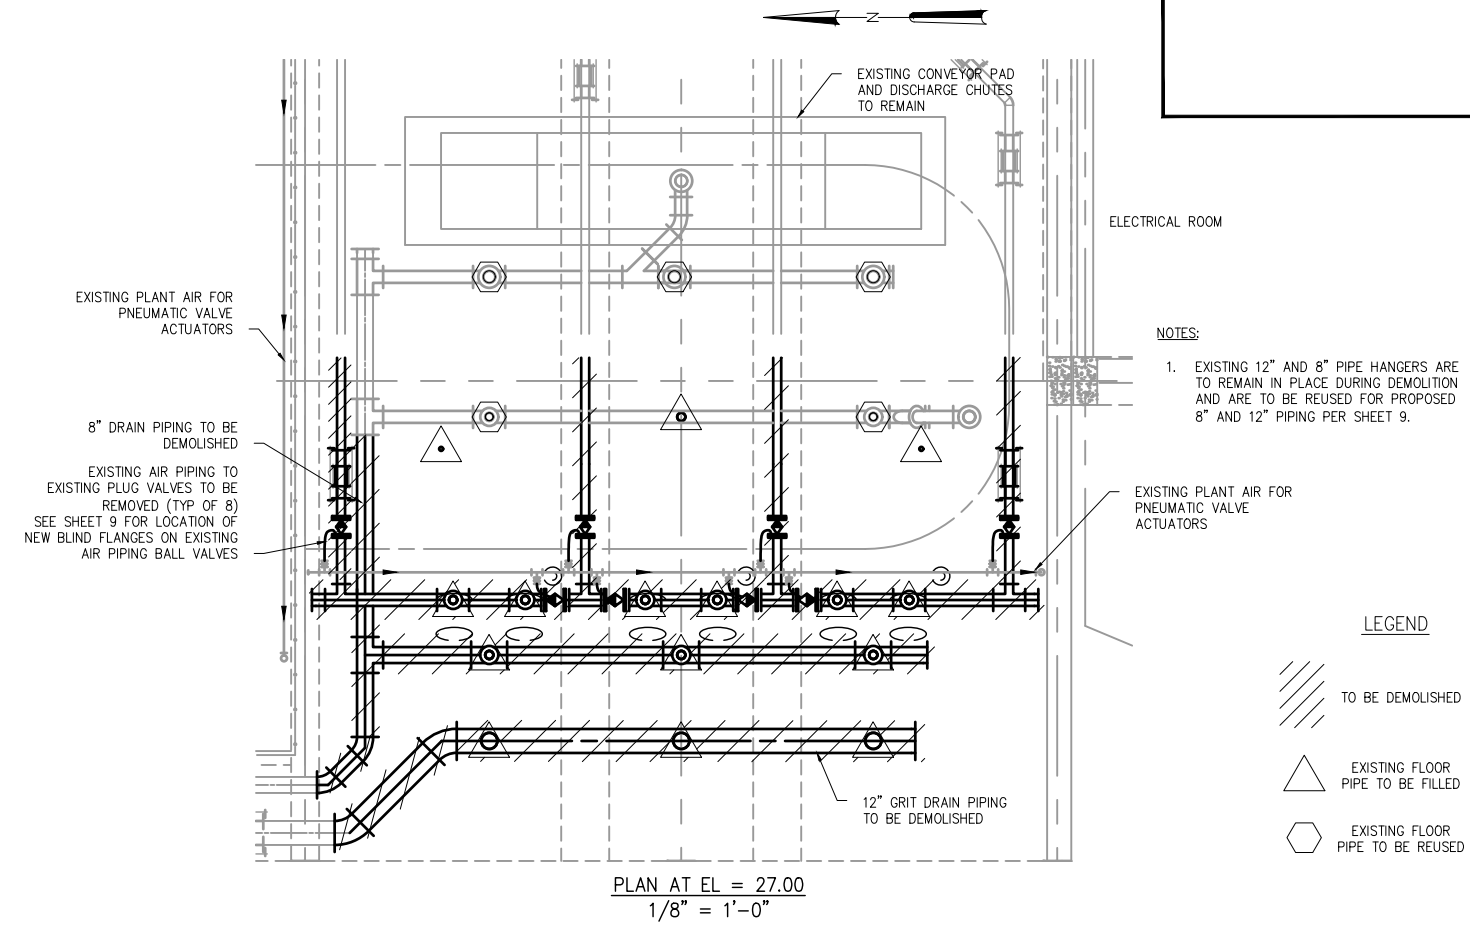 N
EXISTING CONVEYOR PAD
AND DISCHARGE CHUTES
TO REMAIN
ELECTRICAL ROOM
EXISTING PLANT AIR FOR
PNEUMATIC VALVE
ACTUATORS
NOTES:
1. EXISTING 12" AND 8" PIPE HANGERS ARE
TO REMAIN IN PLACE DURING DEMOLITION
AND ARE TO BE REUSED FOR PROPOSED
8" AND 12" PIPING PER SHEET 9.
8" DRAIN PIPING TO BE
DEMOLISHED
EXISTING AIR PIPING TO
EXISTING PLUG VALVES TO BE
REMOVED (TYP OF 8)
SEE SHEET 9 FOR LOCATION OF
NEW BLIND FLANGES ON EXISTING
AIR PIPING BALL VALVES
EXISTING PLANT AIR FOR
PNEUMATIC VALVE
ACTUATORS
12" GRIT DRAIN PIPING
TO BE DEMOLISHED
LEGEND
TO BE DEMOLISHED
EXISTING FLOOR
PIPE TO BE FILLED
EXISTING FLOOR
PIPE TO BE REUSED
PLAN AT EL = 27.00
1/8" = 1'-0"